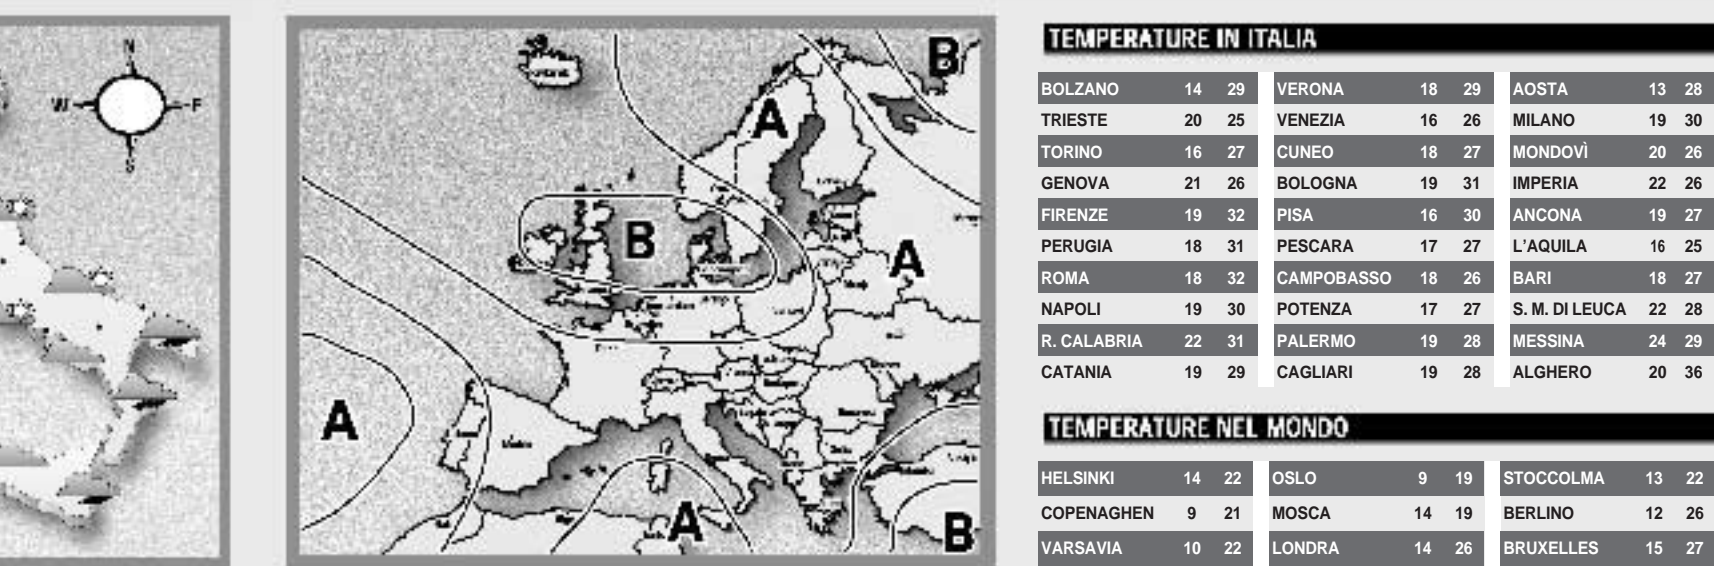 N
W E
S
B
A
B
A
A
A
B
TEMPERATURE IN ITALIA
BOLZANO 14 29 VERONA 18 29 AOSTA 13 28
TRIESTE 20 25 VENEZIA 16 26 MILANO 19 30
TORINO 16 27 CUNEO 18 27 MONDOVÌ 20 26
GENOVA 21 26 BOLOGNA 19 31 IMPERIA 22 26
FIRENZE 19 32 PISA 16 30 ANCONA 19 27
PERUGIA 18 31 PESCARA 17 27 L'AQUILA 16 25
ROMA 18 32 CAMPOBASSO 18 26 BARI 18 27
NAPOLI 19 30 POTENZA 17 27 S. M. DI LEUCA 22 28
R. CALABRIA 22 31 PALERMO 19 28 MESSINA 24 29
CATANIA 19 29 CAGLIARI 19 28 ALGHERO 20 36
TEMPERATURE NEL MONDO
HELSINKI 14 22 OSLO 9 19 STOCCOLMA 13 22
COPENAGHEN 9 21 MOSCA 14 19 BERLINO 12 26
VARSAVIA 10 22 LONDRA 14 26 BRUXELLES 15 27